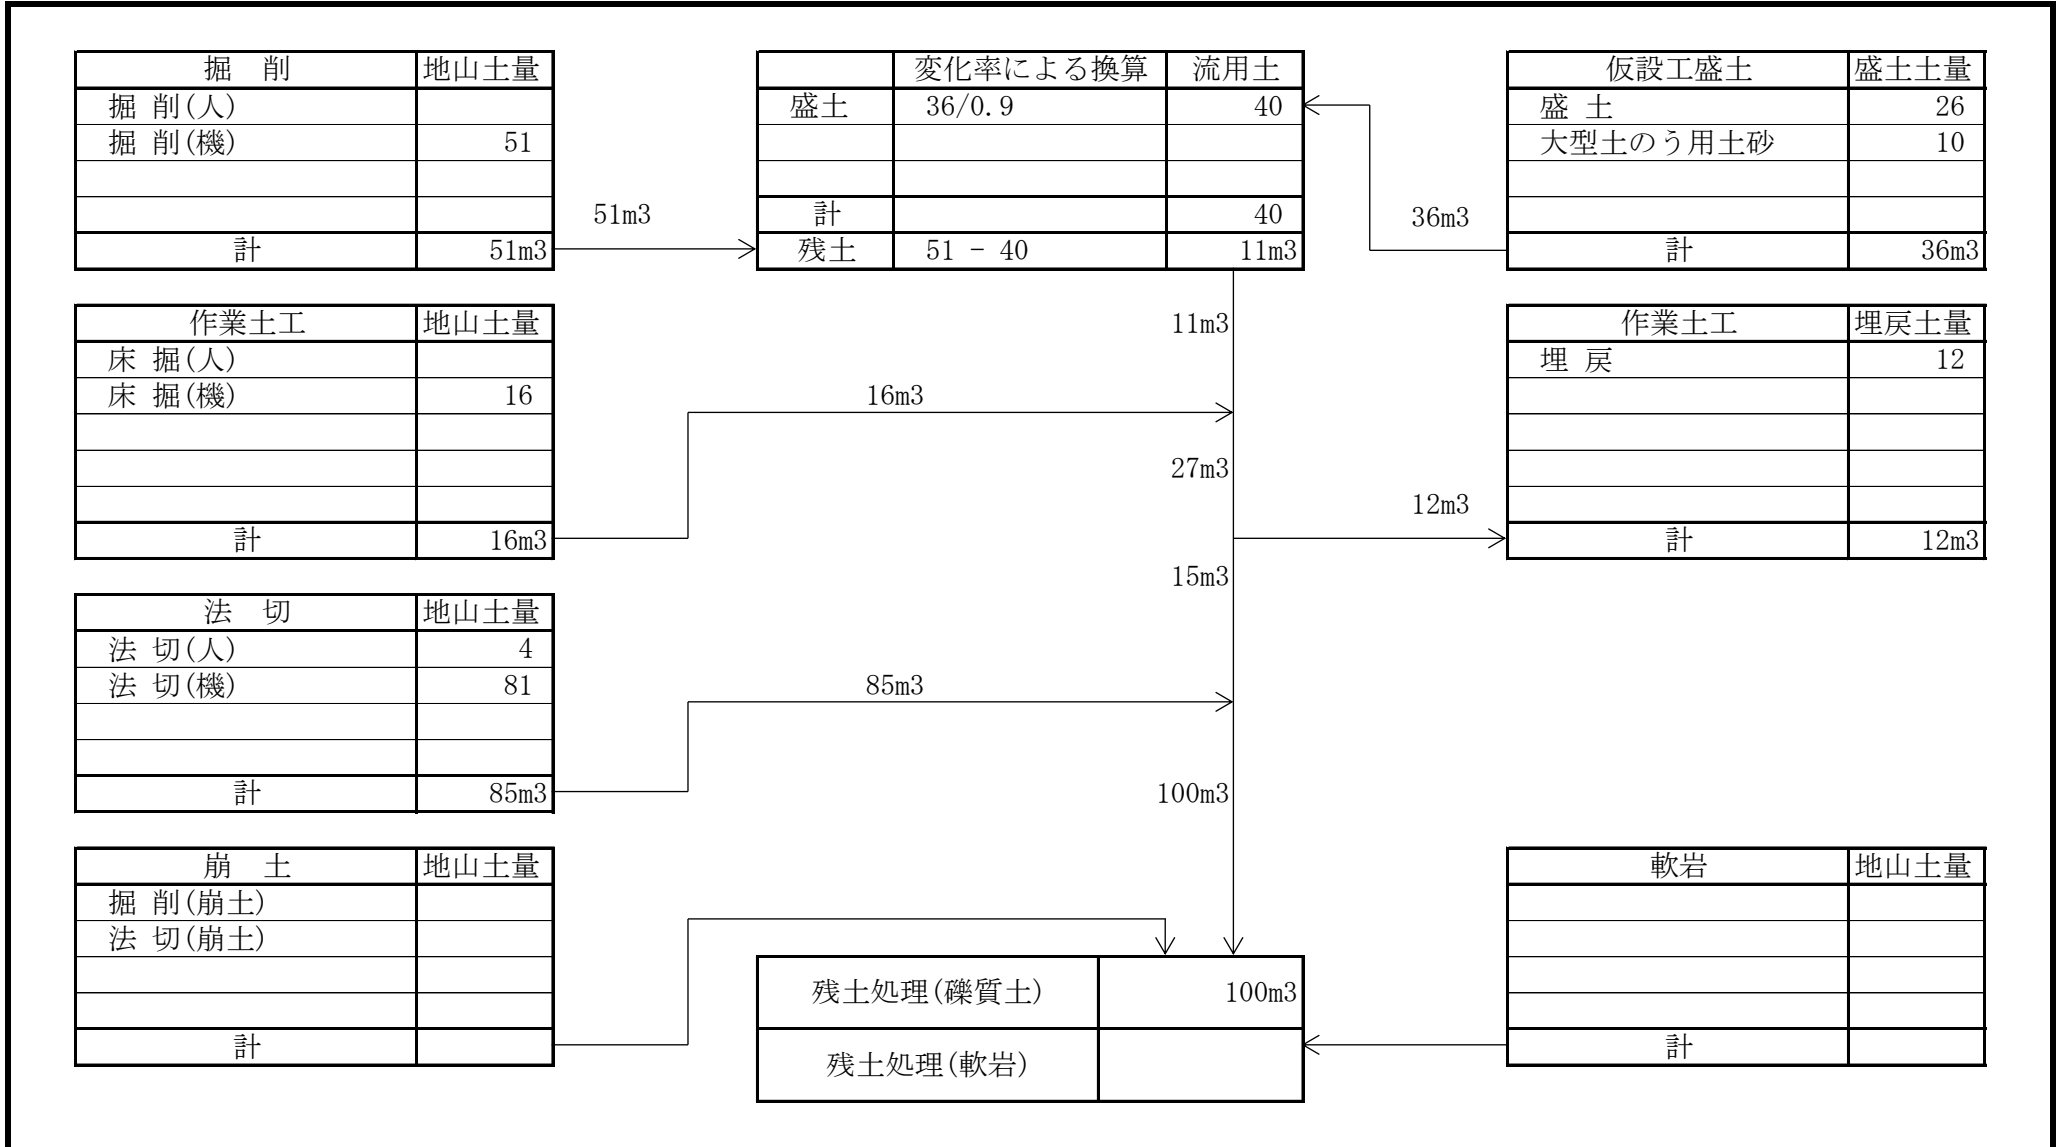 掘 削 地山土量
掘 削(人)
掘 削(機) 51
計 51m3
51m3
変化率による換算 流用土
盛土 36/0.9 40
計 40
残土 51 - 40 11m3
36m3
仮設工盛土 盛土土量
盛 土 26
大型土のう用土砂 10
計 36m3
作業土工 地山土量
床 掘(人)
床 掘(機) 16
計 16m3
11m3
16m3
27m3
12m3
15m3
作業土工 埋戻土量
埋 戻 12
計 12m3
法 切 地山土量
法 切(人) 4
法 切(機) 81
計 85m3
85m3
100m3
崩 土 地山土量
掘 削(崩土)
法 切(崩土)
計
残土処理(礫質土) 100m3
残土処理(軟岩)
軟岩 地山土量
計